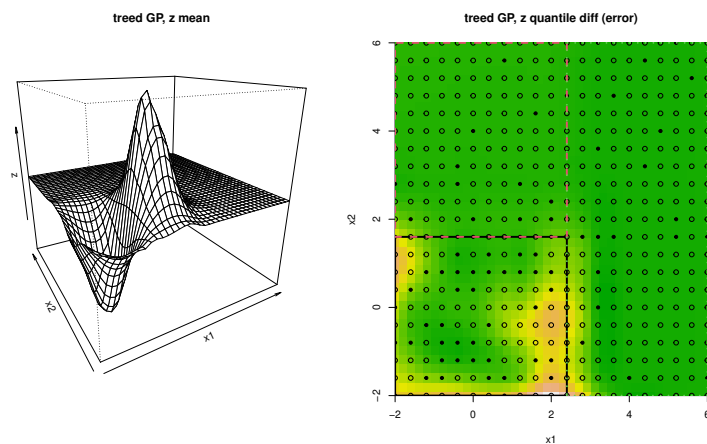 treed GP, z mean
z
x2
x1
treed GP, z quantile diff (error)
6
4
2
0
−2
x2
−2 0 2 4 6
x1